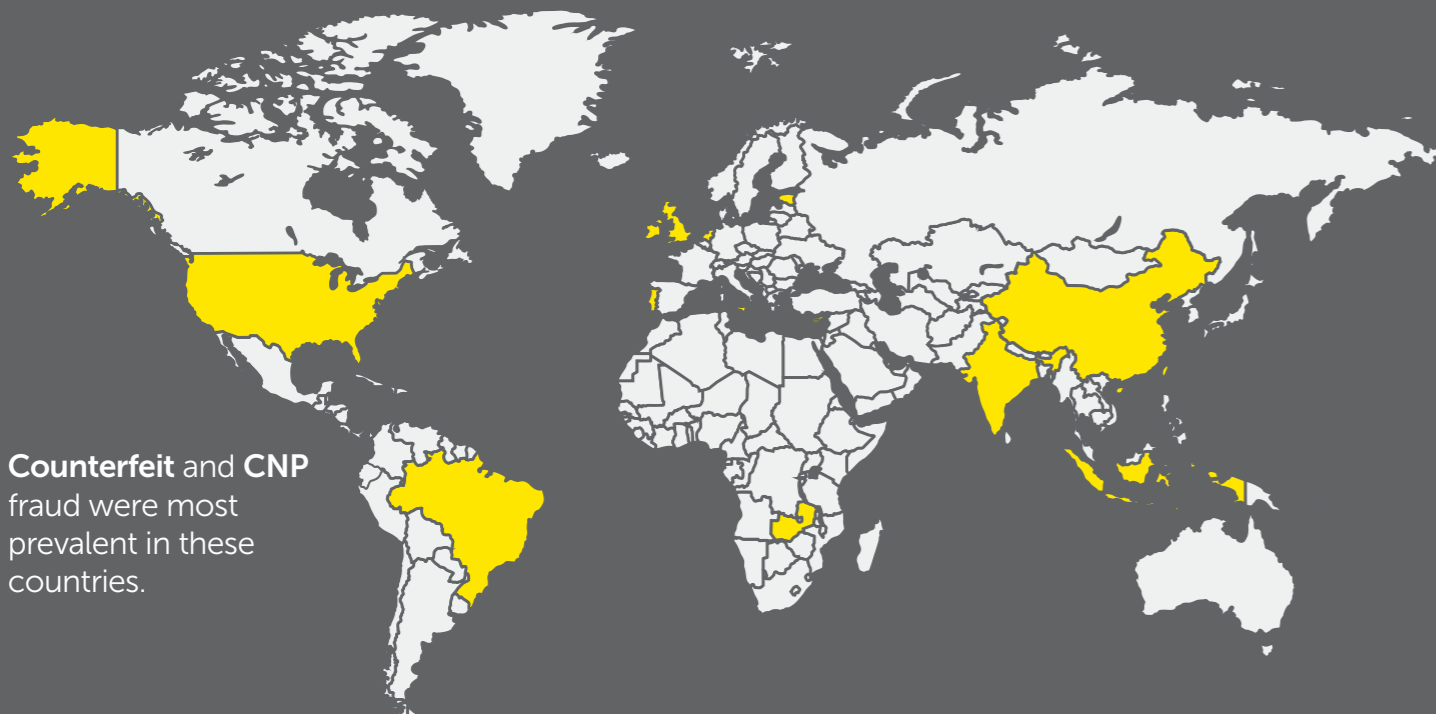 Counterfeit and CNP
fraud were most
prevalent in these
countries.